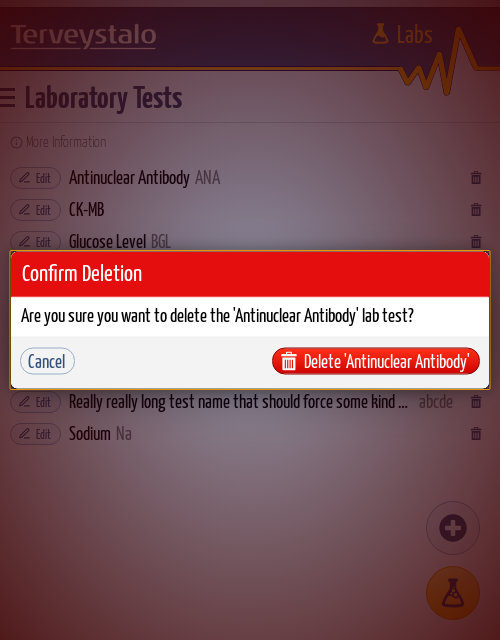 Terveystalo
Labs
Laboratory Tests
More Information
Edit Antinuclear Antibody ANA
Edit CK-MB
Edit Glucose Level BGL
Confirm Deletion
Are you sure you want to delete the 'Antinuclear Antibody' lab test?
Cancel Delete 'Antinuclear Antibody'
Edit Really really long test name that should force some kind ... abcde
Edit Sodium Na